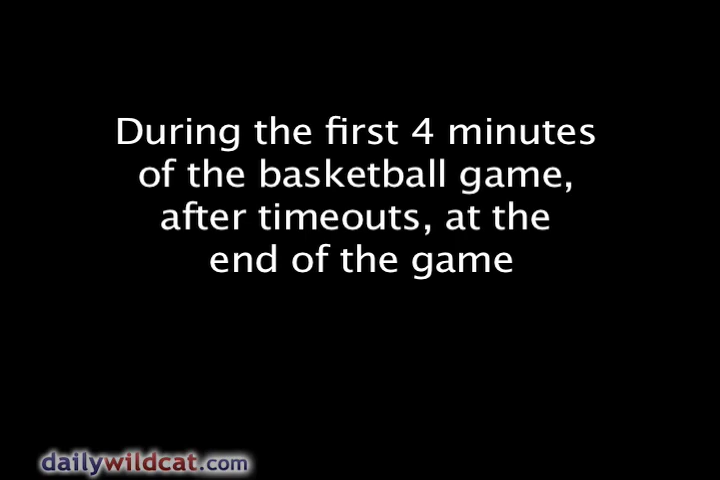 During the first 4 minutes
of the basketball game,
after timeouts, at the
end of the game
dailywildcat.com